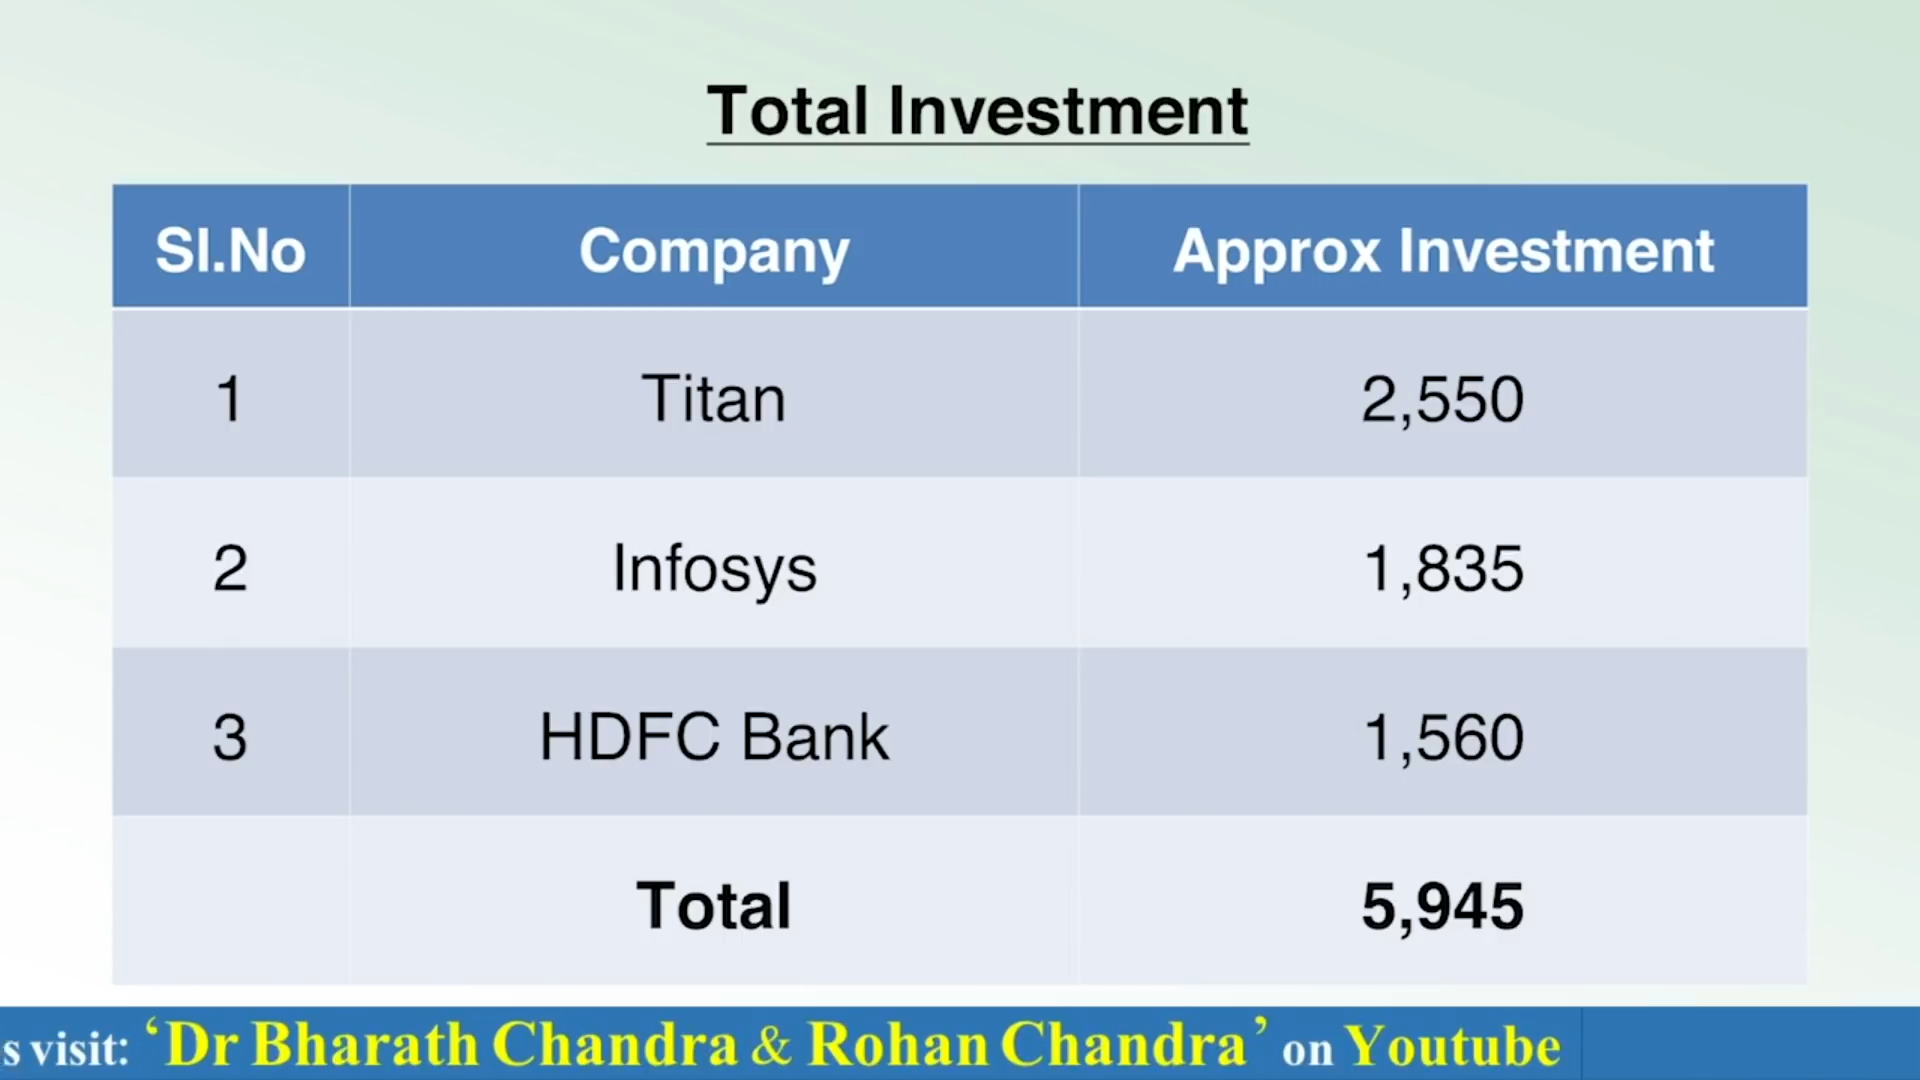 Total Investment
Sl.No Company Approx Investment
1 Titan 2,550
2 Infosys 1,835
3 HDFC Bank 1,560
Total 5,945
s visit: ‘Dr Bharath Chandra & Rohan Chandra’ on Youtube